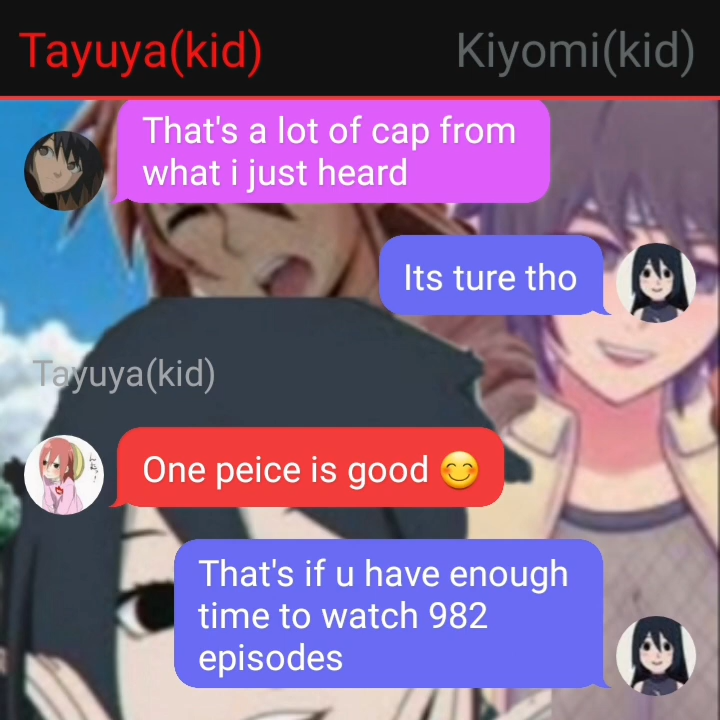 Tayuya(kid) Kiyomi(kid)
That's a lot of cap from
what i just heard
Its ture tho
Tayuya(kid)
One peice is good 😊
That's if u have enough
time to watch 982
episodes